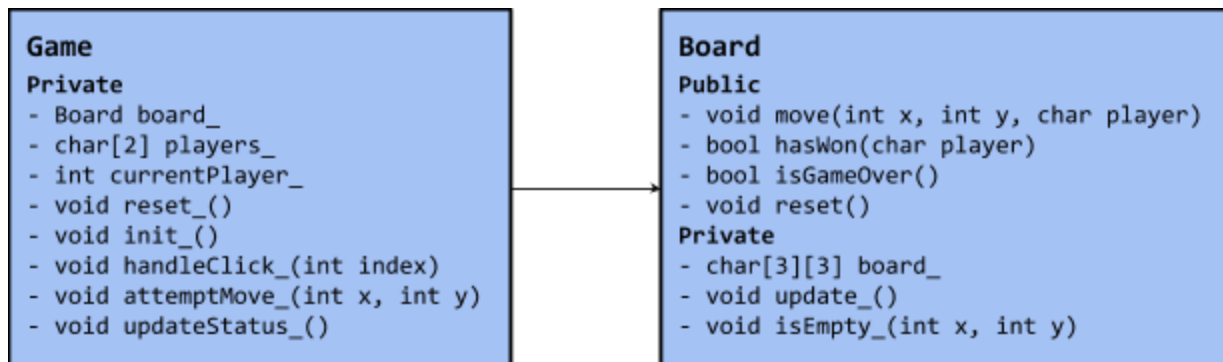 Game
Private
- Board board_
- char[2] players_
- int currentPlayer_
- void reset_()
- void init_()
- void handleClick_(int index)
- void attemptMove_(int x, int y)
- void updateStatus_()
Board
Public
- void move(int x, int y, char player)
- bool hasWon(char player)
- bool isGameOver()
- void reset()
Private
- char[3][3] board_
- void update_()
- void isEmpty_(int x, int y)